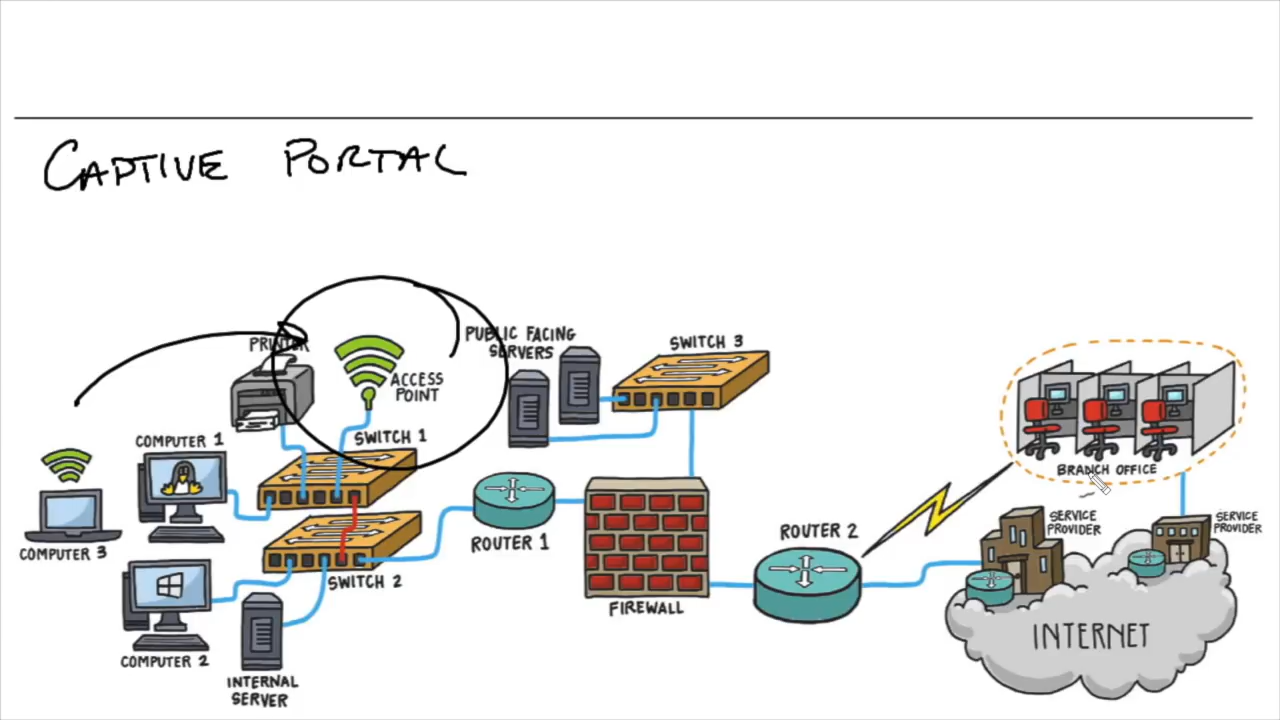 CAPTIVE PORTAL
PRINTER
ACCESS
POINT
PUBLIC FACING
SERVERS
SWITCH 3
COMPUTER 1
SWITCH 1
BRANCH OFFICE
COMPUTER 3
ROUTER 1
ROUTER 2
SERVICE
PROVIDER
SERVICE
PROVIDER
SWITCH 2
FIREWALL
INTERNET
COMPUTER 2
INTERNAL
SERVER